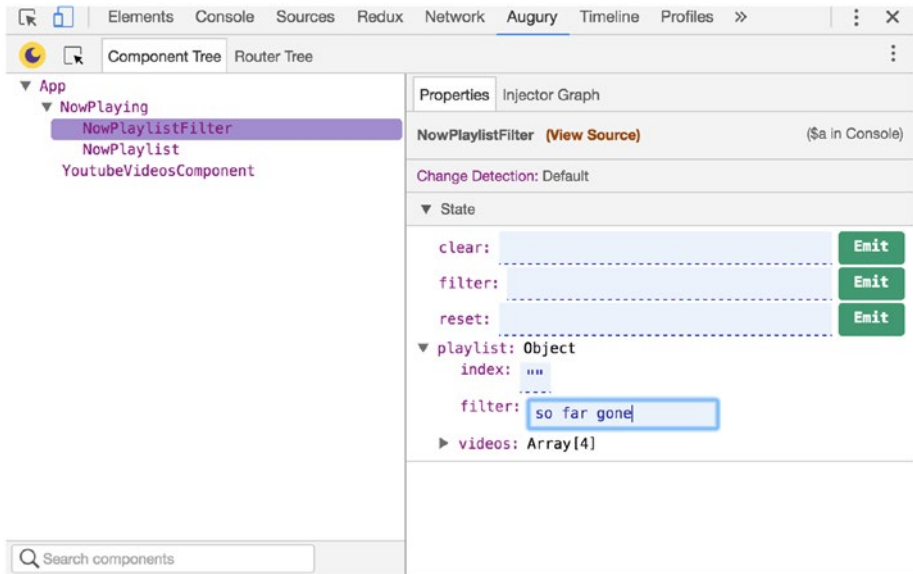 Elements Console Sources Redux Network Augury Timeline Profiles »
Component Tree Router Tree
App
NowPlaying
NowPlaylistFilter
NowPlaylist
YoutubeVideosComponent
Search components
Properties Injector Graph
NowPlaylistFilter (View Source) ($a in Console)
Change Detection: Default
State
clear: Emit
filter: Emit
reset: Emit
playlist: Object
index: ""
filter: so far gone
videos: Array[4]